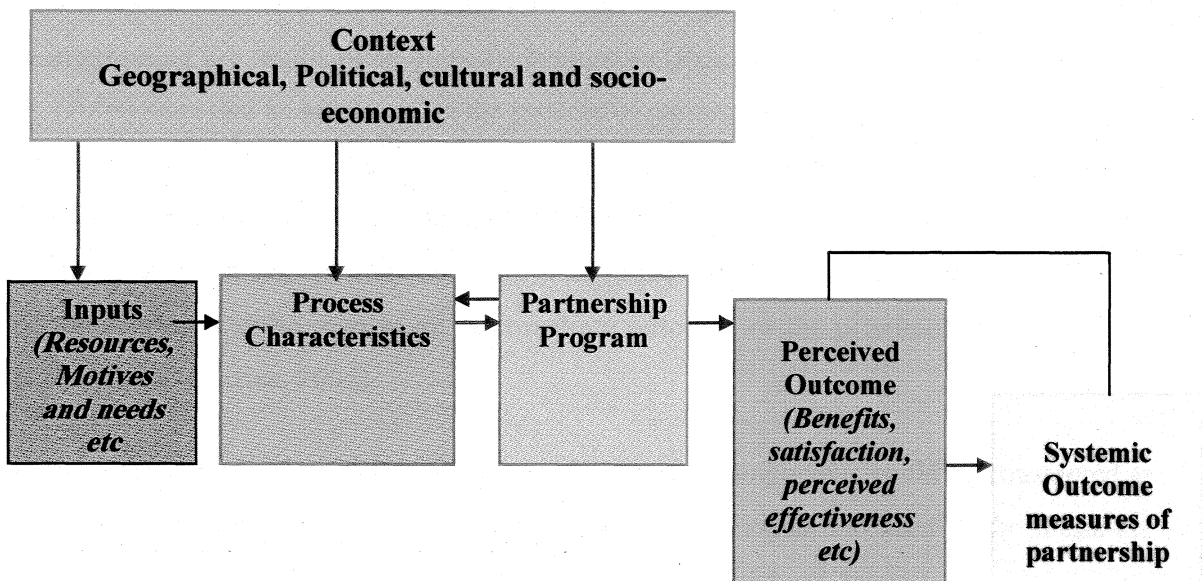 Context
Geographical, Political, cultural and socio-
economic
Inputs
(Resources,
Motives
and needs
etc
Process
Characteristics
Partnership
Program
Perceived
Outcome
(Benefits,
satisfaction,
perceived
effectiveness
etc)
Systemic
Outcome
measures of
partnership